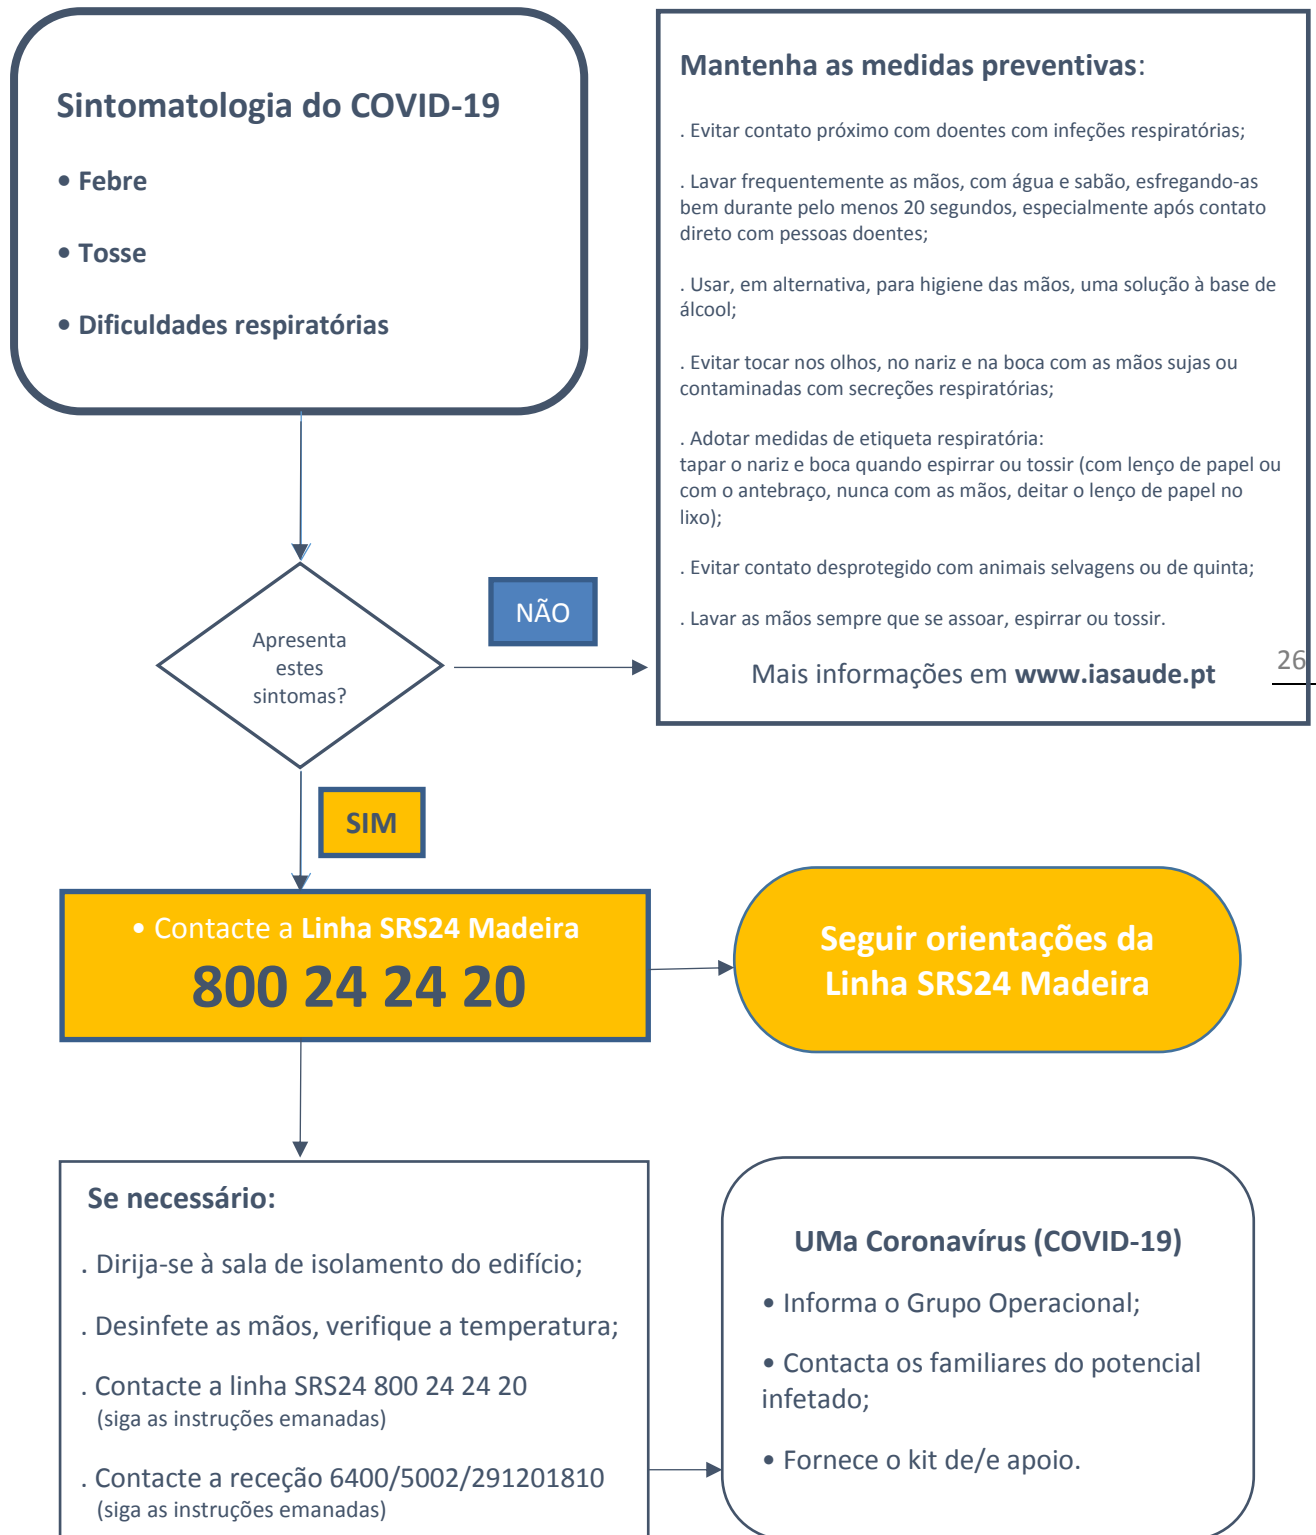 Sintomatologia do COVID-19
• Febre
• Tosse
• Dificuldades respiratórias
Mantenha as medidas preventivas:
. Evitar contato próximo com doentes com infeções respiratórias;
. Lavar frequentemente as mãos, com água e sabão, esfregando-as
bem durante pelo menos 20 segundos, especialmente após contato
direto com pessoas doentes;
. Usar, em alternativa, para higiene das mãos, uma solução à base de
álcool;
. Evitar tocar nos olhos, no nariz e na boca com as mãos sujas ou
contaminadas com secreções respiratórias;
. Adotar medidas de etiqueta respiratória:
tapar o nariz e boca quando espirrar ou tossir (com lenço de papel ou
com o antebraço, nunca com as mãos, deitar o lenço de papel no
lixo);
. Evitar contato desprotegido com animais selvagens ou de quinta;
. Lavar as mãos sempre que se assoar, espirrar ou tossir.
Mais informações em www.iasaude.pt
26
Apresenta
estes
sintomas?
NÃO
SIM
• Contacte a Linha SRS24 Madeira
800 24 24 20
Seguir orientações da
Linha SRS24 Madeira
Se necessário:
. Dirija-se à sala de isolamento do edifício;
. Desinfete as mãos, verifique a temperatura;
. Contacte a linha SRS24 800 24 24 20
(siga as instruções emanadas)
. Contacte a receção 6400/5002/291201810
(siga as instruções emanadas)
UMa Coronavírus (COVID-19)
• Informa o Grupo Operacional;
• Contacta os familiares do potencial
infetado;
• Fornece o kit de/e apoio.